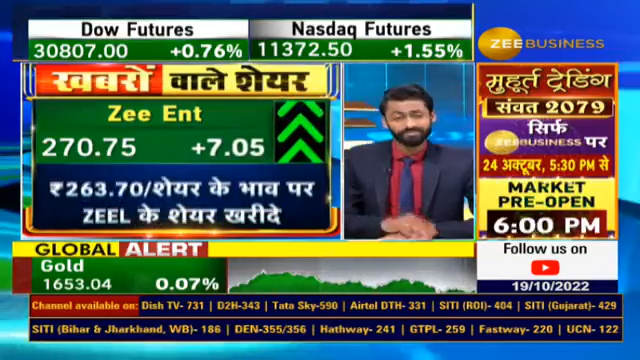 Dow Futures
30807.00 +0.76%
Nasdaq Futures
11372.50 +1.55%
ZEEBUSINESS
खबरों वाले शेयर
Zee Ent
270.75 +7.05
₹263.70/शेयर के भाव पर
ZEEL के शेयर खरीदे
मुहूर्त ट्रेडिंग
संवत 2079
सिर्फ
ZEEBUSINESS पर
24 अक्टूबर, 5:30 PM से
MARKET
PRE-OPEN
6:00 PM
Follow us on
19/10/2022
GLOBAL ALERT
Gold
1653.04 0.07%
Channel available on: Dish TV- 731 | D2H-343 | Tata Sky-590 | Airtel DTH- 331 | SITI (ROI)- 404 | SITI (Gujarat)- 429
SITI (Bihar & Jharkhand, WB)- 186 | DEN-355/356 | Hathway- 241 | GTPL- 259 | Fastway- 220 | UCN- 122